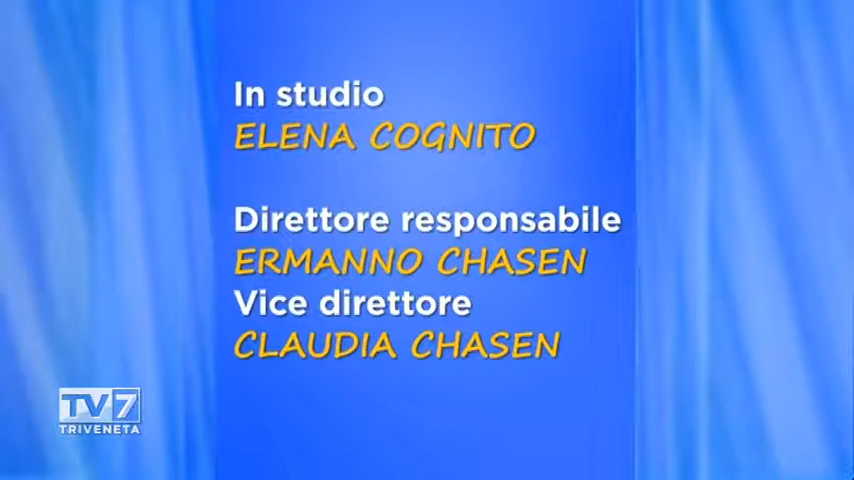 In studio
ELENA COGNITO
Direttore responsabile
ERMANNO CHASEN
Vice direttore
CLAUDIA CHASEN
TV7
TRIVENETA